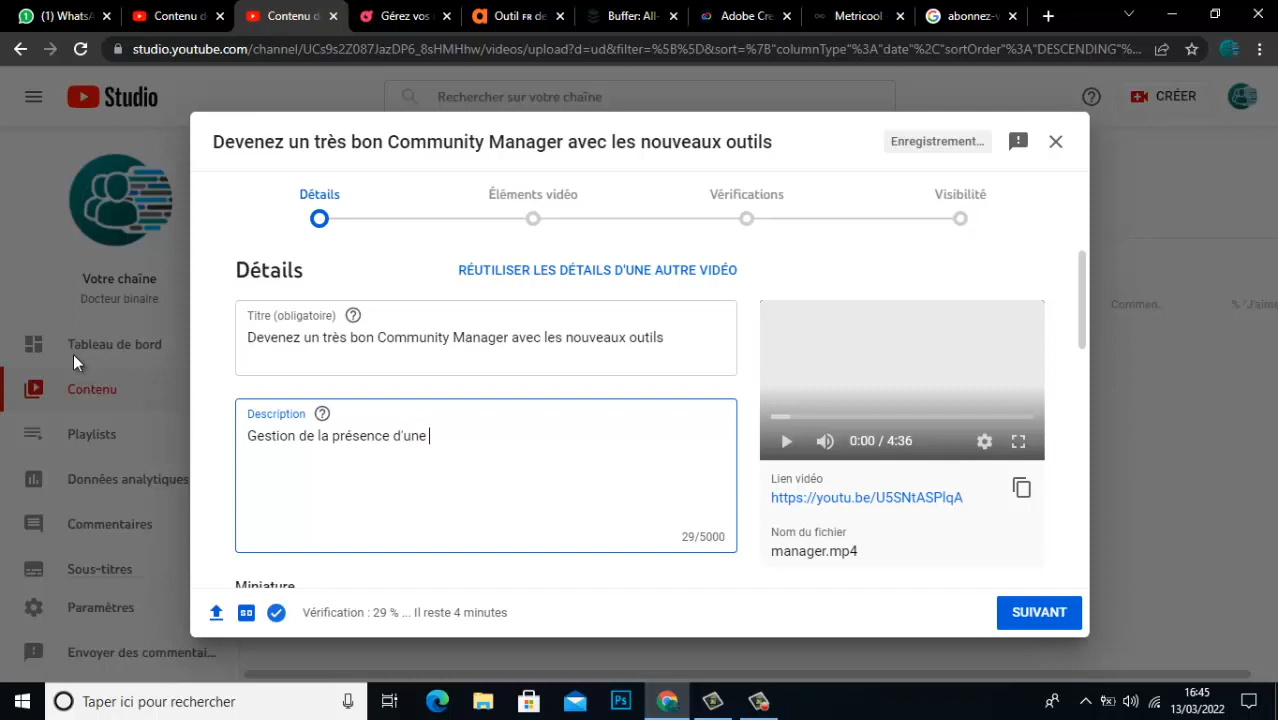 (1) WhatsA
Contenu d
Contenu d
Gérez vos
Outil FR de
Buffer: All-
Adobe Cre
Metricool
abonnez-v
studio.youtube.com/channel/UCs9s2Z087JazDP6_8sHMHhw/videos/upload?d=ud&filter=%5B%5D&sort=%7B"columnType"%3A"date"%2C"sortOrder"%3A"DESCENDING"%...
Studio
Rechercher sur votre chaîne
CRÉER
Devenez un très bon Community Manager avec les nouveaux outils
Enregistrement...
Détails
Éléments vidéo
Vérifications
Visibilité
Détails
RÉUTILISER LES DÉTAILS D'UNE AUTRE VIDÉO
Votre chaîne
Docteur binaire
Titre (obligatoire)
Devenez un très bon Community Manager avec les nouveaux outils
Commen...
% "J'aime
Tableau de bord
Contenu
Description
Gestion de la présence d'une
0:00 / 4:36
Playlists
Données analytiques
Lien vidéo
https://youtu.be/U5SNtASPlqA
Commentaires
29/5000
Nom du fichier
manager.mp4
Sous-titres
Miniature
Paramètres
SD
Vérification : 29 % ... Il reste 4 minutes
SUIVANT
Envoyer des commentai...
Taper ici pour rechercher
Ps
16:45
13/03/2022